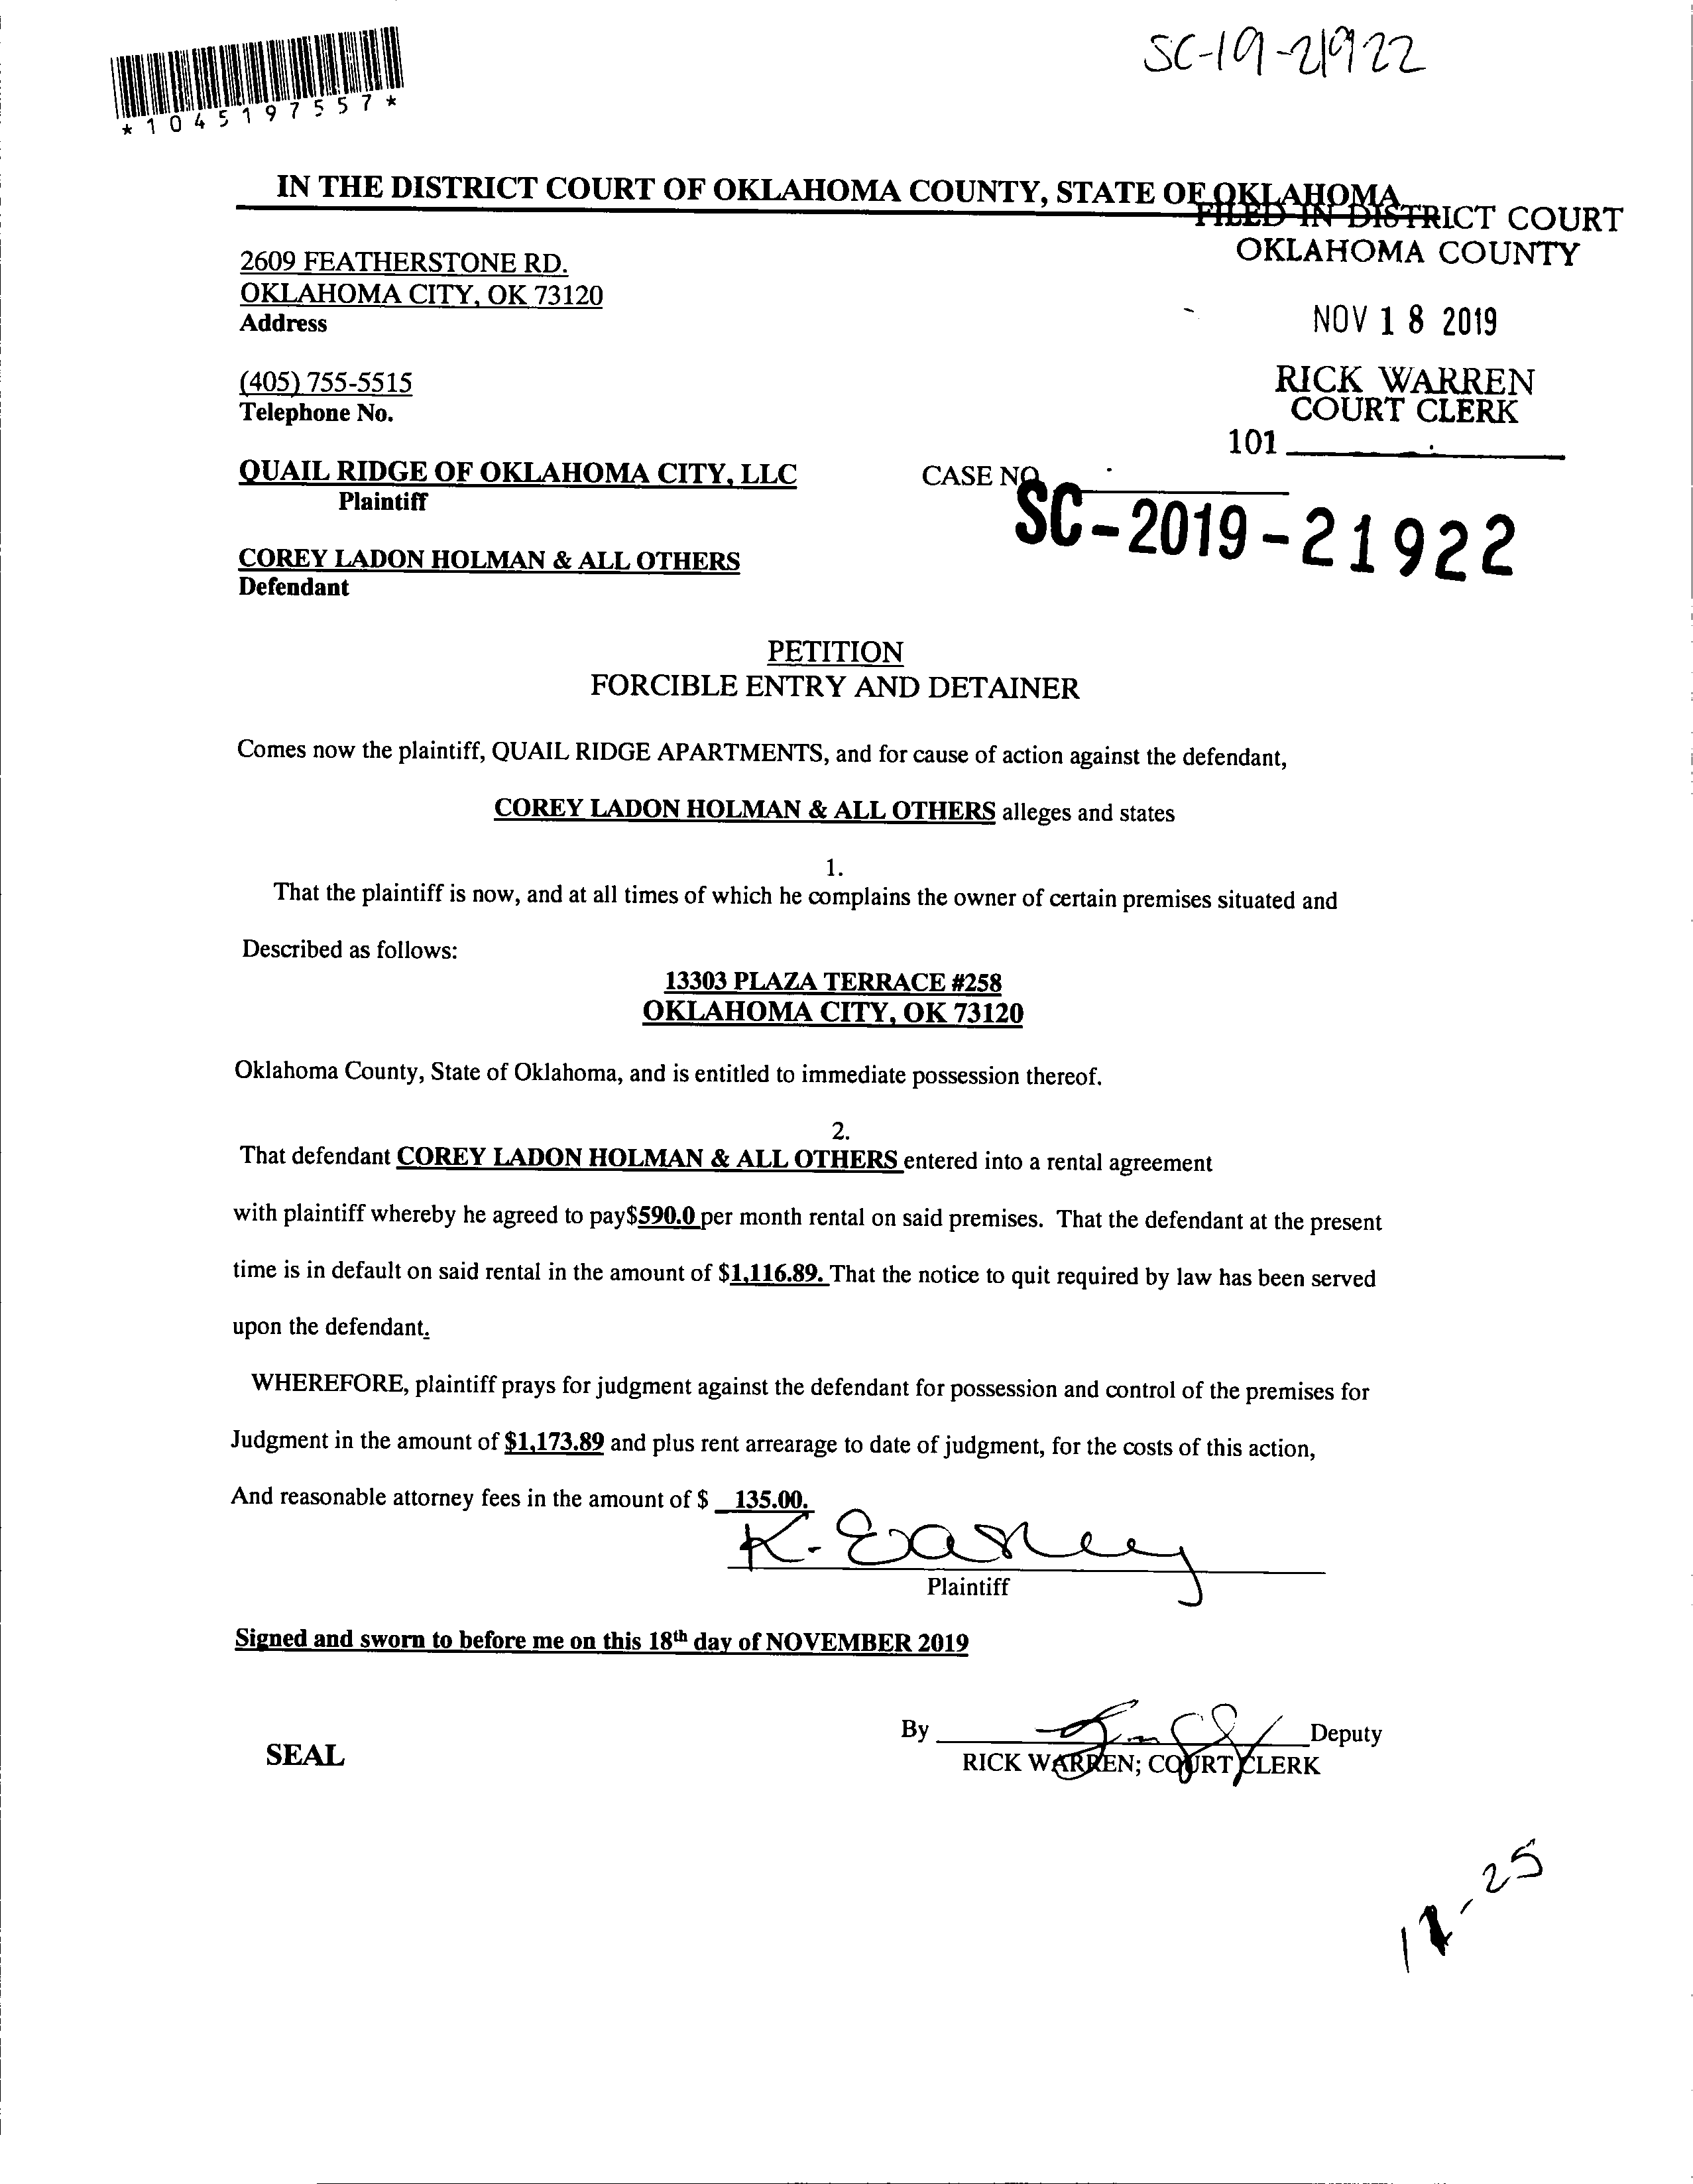 SC-19-21922
*1045197557*
IN THE DISTRICT COURT OF OKLAHOMA COUNTY, STATE OF OKLAHOMA
FILED IN DISTRICT COURT
OKLAHOMA COUNTY
2609 FEATHERSTONE RD.
OKLAHOMA CITY, OK 73120
Address
NOV 18 2019
(405) 755-5515
Telephone No.
RICK WARREN
COURT CLERK
101
QUAIL RIDGE OF OKLAHOMA CITY, LLC
Plaintiff
CASE NO.
SC-2019-21922
COREY LADON HOLMAN & ALL OTHERS
Defendant
PETITION
FORCIBLE ENTRY AND DETAINER
Comes now the plaintiff, QUAIL RIDGE APARTMENTS, and for cause of action against the defendant,
COREY LADON HOLMAN & ALL OTHERS alleges and states
1.
That the plaintiff is now, and at all times of which he complains the owner of certain premises situated and
Described as follows:
13303 PLAZA TERRACE #258
OKLAHOMA CITY, OK 73120
Oklahoma County, State of Oklahoma, and is entitled to immediate possession thereof.
2.
That defendant COREY LADON HOLMAN & ALL OTHERS entered into a rental agreement
with plaintiff whereby he agreed to pay$590.0 per month rental on said premises. That the defendant at the present
time is in default on said rental in the amount of $1,116.89. That the notice to quit required by law has been served
upon the defendant.
WHEREFORE, plaintiff prays for judgment against the defendant for possession and control of the premises for
Judgment in the amount of $1,173.89 and plus rent arrearage to date of judgment, for the costs of this action,
And reasonable attorney fees in the amount of $ 135.00.
Plaintiff
Signed and sworn to before me on this 18th day of NOVEMBER 2019
By Deputy
SEAL
RICK WARREN; COURT CLERK